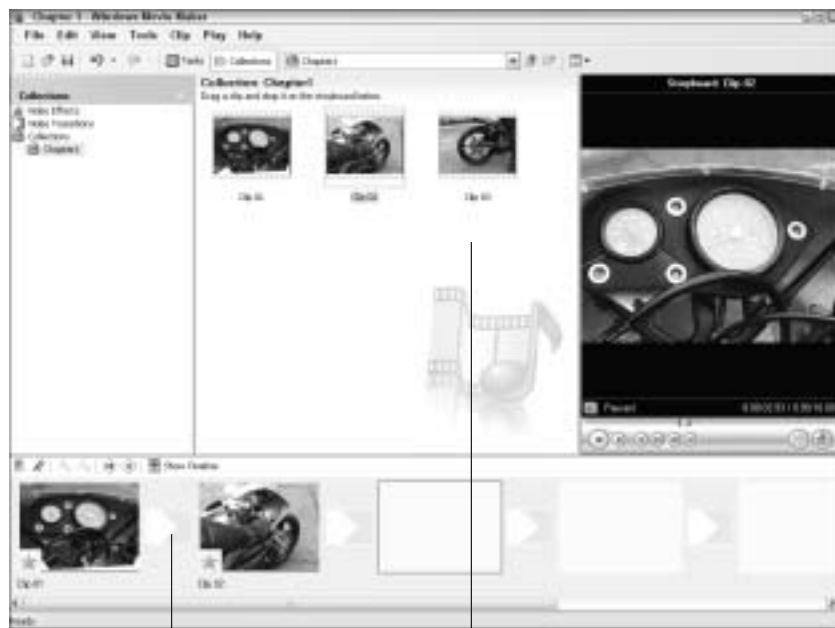 Chapter 1 - Windows Movie Maker
File Edit View Tools Clip Play Help
Tasks Collections Chapter1
Collections
Video Effects
Video Transitions
Collections
Chapter1
Collection: Chapter1
Drag a clip and drop it on the storyboard below.
Clip 02
Clip 03
Storyboard: Clip 02
Paused
Show Timeline
Clip 01
Clip 02
Ready